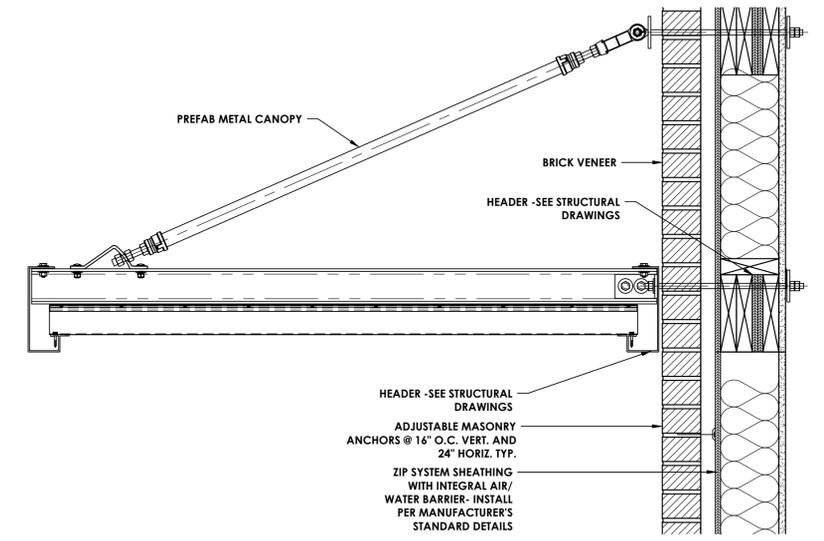 PREFAB METAL CANOPY
BRICK VENEER
HEADER -SEE STRUCTURAL
DRAWINGS
HEADER -SEE STRUCTURAL
DRAWINGS
ADJUSTABLE MASONRY
ANCHORS @ 16" O.C. VERT. AND
24" HORIZ. TYP.
ZIP SYSTEM SHEATHING
WITH INTEGRAL AIR/
WATER BARRIER- INSTALL
PER MANUFACTURER'S
STANDARD DETAILS